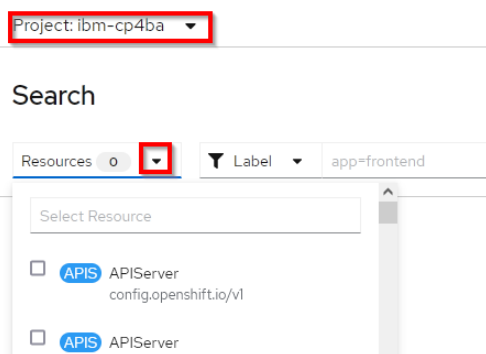 Project: ibm-cp4ba
Search
Resources 0 Label app=frontend
Select Resource
APIS APIServer
config.openshift.io/v1
APIS APIServer